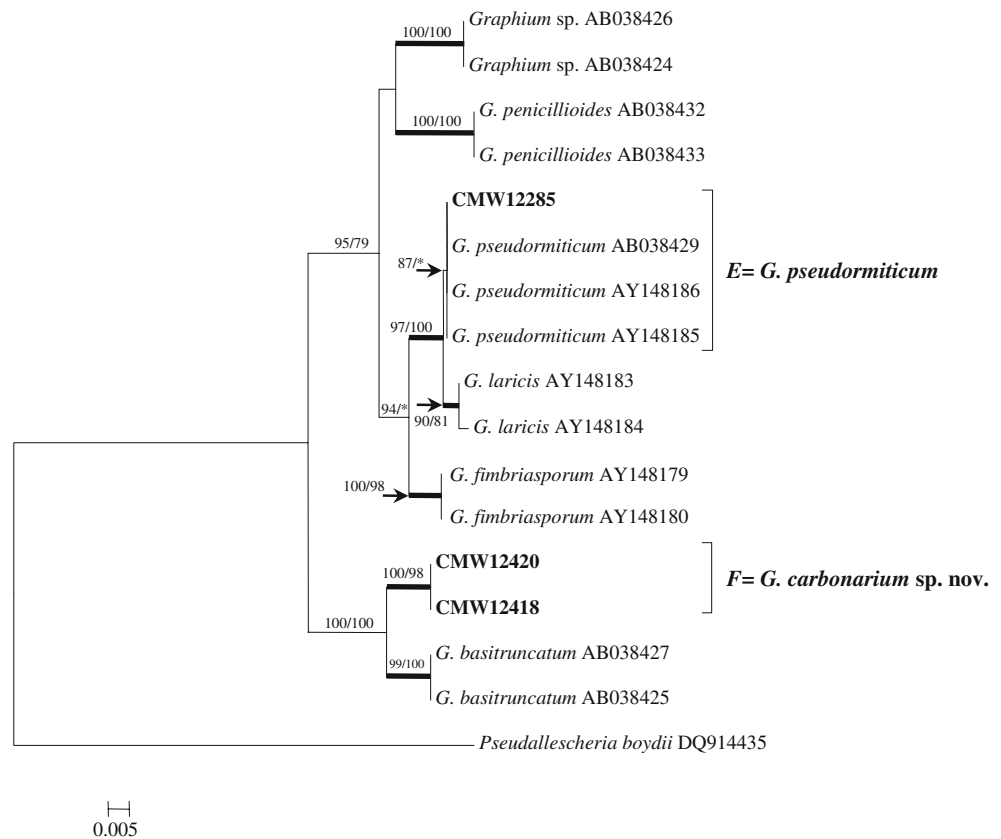 Graphium sp. AB038426
100/100
Graphium sp. AB038424
G. penicillioides AB038432
100/100
G. penicillioides AB038433
CMW12285
G. pseudormiticum AB038429
95/79
87/*
E= G. pseudormiticum
G. pseudormiticum AY148186
97/100
G. pseudormiticum AY148185
G. laricis AY148183
94/*
90/81
G. laricis AY148184
G. fimbriasporum AY148179
100/98
G. fimbriasporum AY148180
CMW12420
100/98
F= G. carbonarium sp. nov.
CMW12418
100/100
G. basitruncatum AB038427
99/100
G. basitruncatum AB038425
Pseudallescheria boydii DQ914435
0.005